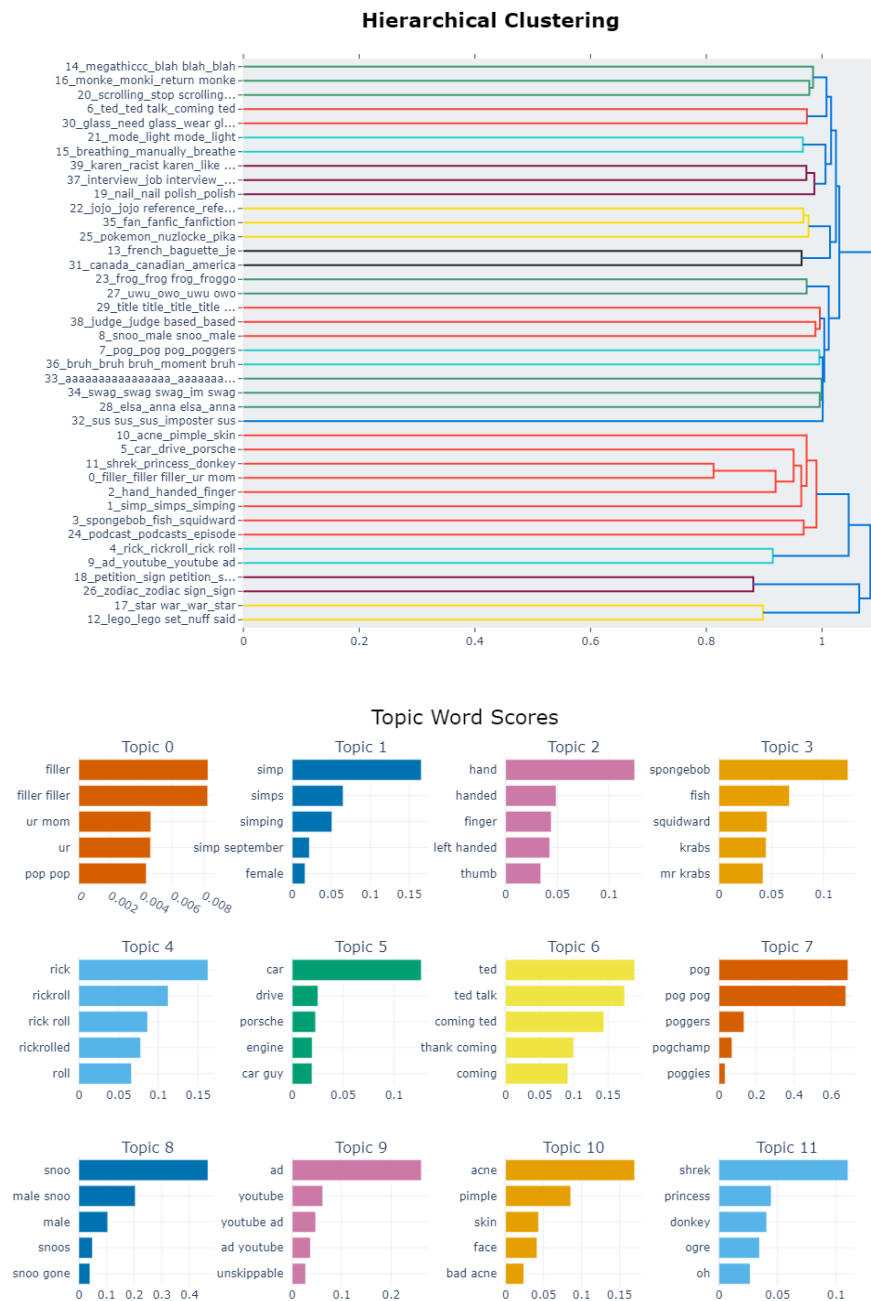 Hierarchical Clustering
14_megathiccc_blah blah_blah
16_monke_monki_return monke
20_scrolling_stop scrolling...
6_ted_ted talk_coming ted
30_glass_need glass_wear gl...
21_mode_light mode_light
15_breathing_manually_breathe
39_karen_racist karen_like ...
37_interview_job interview_...
19_nail_nail polish_polish
22_jojo_jojo reference_refe...
35_fan_fanfic_fanfiction
25_pokemon_nuzlocke_pika
13_french_baguette_je
31_canada_canadian_america
23_frog_frog frog_froggo
27_uwu_owo_uwu owo
29_title title_title_title ...
38_judge_judge based_based
8_snoo_male snoo_male
7_pog_pog pog_poggers
36_bruh_bruh bruh_moment bruh
33_aaaaaaaaaaaaaaaa_aaaaaaa...
34_swag_swag swag_im swag
28_elsa_anna elsa_anna
32_sus sus_sus_imposter sus
10_acne_pimple_skin
5_car_drive_porsche
11_shrek_princess_donkey
0_filler_filler filler_ur mom
2_hand_handed_finger
1_simp_simps_simping
3_spongebob_fish_squidward
24_podcast_podcasts_episode
4_rick_rickroll_rick roll
9_ad_youtube_youtube ad
18_petition_sign petition_s...
26_zodiac_zodiac sign_sign
17_star war_war_star
12_lego_lego set_nuff said
0 0.2 0.4 0.6 0.8 1
Topic Word Scores
Topic 0 Topic 1 Topic 2 Topic 3
filler simp hand spongebob
filler filler simps handed fish
ur mom simping finger squidward
ur simp september left handed krabs
pop pop female thumb mr krabs
0 0.002 0.004 0.006 0.008 0 0.05 0.1 0.15 0 0.05 0.1 0 0.05 0.1
Topic 4 Topic 5 Topic 6 Topic 7
rick car ted pog
rickroll drive ted talk pog pog
rick roll porsche coming ted poggers
rickrolled engine thank coming pogchamp
roll car guy coming poggies
0 0.05 0.1 0.15 0 0.05 0.1 0 0.05 0.1 0.15 0 0.2 0.4 0.6
Topic 8 Topic 9 Topic 10 Topic 11
snoo ad acne shrek
male snoo youtube pimple princess
male youtube ad skin donkey
snoos ad youtube face ogre
snoo gone unskippable bad acne oh
0 0.1 0.2 0.3 0.4 0 0.1 0.2 0 0.05 0.1 0.15 0 0.05 0.1